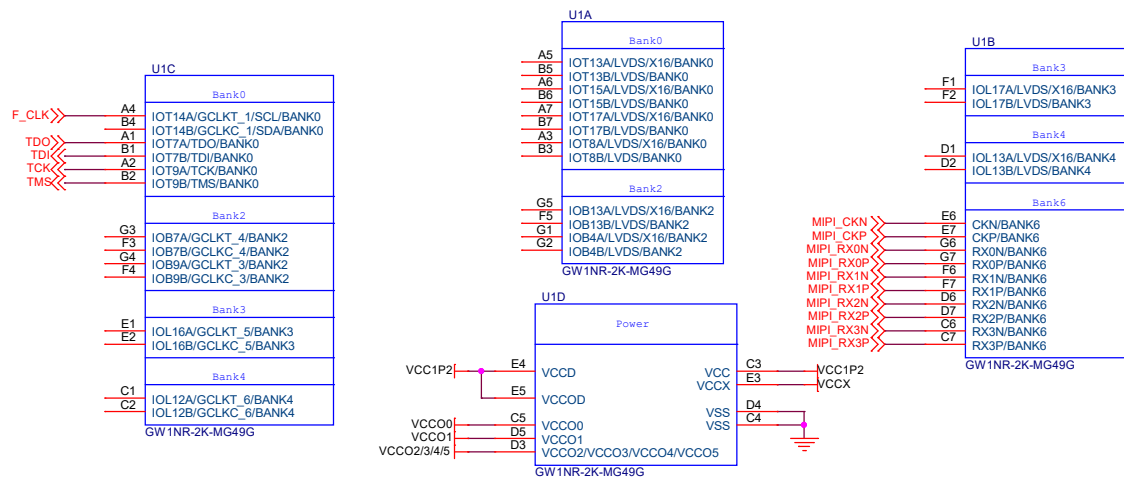 U1C
Bank0
F_CLK A4 IOT14A/GCLKT_1/SCL/BANK0
B4 IOT14B/GCLKC_1/SDA/BANK0
TDO A1 IOT7A/TDO/BANK0
TDI B1 IOT7B/TDI/BANK0
TCK A2 IOT9A/TCK/BANK0
TMS B2 IOT9B/TMS/BANK0
Bank2
G3 IOB7A/GCLKT_4/BANK2
F3 IOB7B/GCLKC_4/BANK2
G4 IOB9A/GCLKT_3/BANK2
F4 IOB9B/GCLKC_3/BANK2
Bank3
E1 IOL16A/GCLKT_5/BANK3
E2 IOL16B/GCLKC_5/BANK3
Bank4
C1 IOL12A/GCLKT_6/BANK4
C2 IOL12B/GCLKC_6/BANK4
GW1NR-2K-MG49G
U1A
Bank0
A5 IOT13A/LVDS/X16/BANK0
B5 IOT13B/LVDS/BANK0
A6 IOT15A/LVDS/X16/BANK0
B6 IOT15B/LVDS/BANK0
A7 IOT17A/LVDS/X16/BANK0
B7 IOT17B/LVDS/BANK0
A3 IOT8A/LVDS/X16/BANK0
B3 IOT8B/LVDS/BANK0
Bank2
G5 IOB13A/LVDS/X16/BANK2
F5 IOB13B/LVDS/BANK2
G1 IOB4A/LVDS/X16/BANK2
G2 IOB4B/LVDS/BANK2
GW1NR-2K-MG49G
U1D
Power
VCC1P2 E4 VCCD VCC C3 VCC1P2
VCCX E3 VCCX
E5 VCCOD
VSS D4
VCCO0 C5 VCCO0 VSS C4
VCCO1 D5 VCCO1
VCCO2/3/4/5 D3 VCCO2/VCCO3/VCCO4/VCCO5
GW1NR-2K-MG49G
U1B
Bank3
F1 IOL17A/LVDS/X16/BANK3
F2 IOL17B/LVDS/BANK3
Bank4
D1 IOL13A/LVDS/X16/BANK4
D2 IOL13B/LVDS/BANK4
Bank6
MIPI_CKN E6 CKN/BANK6
MIPI_CKP E7 CKP/BANK6
MIPI_RX0N G6 RX0N/BANK6
MIPI_RX0P G7 RX0P/BANK6
MIPI_RX1N F6 RX1N/BANK6
MIPI_RX1P F7 RX1P/BANK6
MIPI_RX2N D6 RX2N/BANK6
MIPI_RX2P D7 RX2P/BANK6
MIPI_RX3N C6 RX3N/BANK6
MIPI_RX3P C7 RX3P/BANK6
GW1NR-2K-MG49G